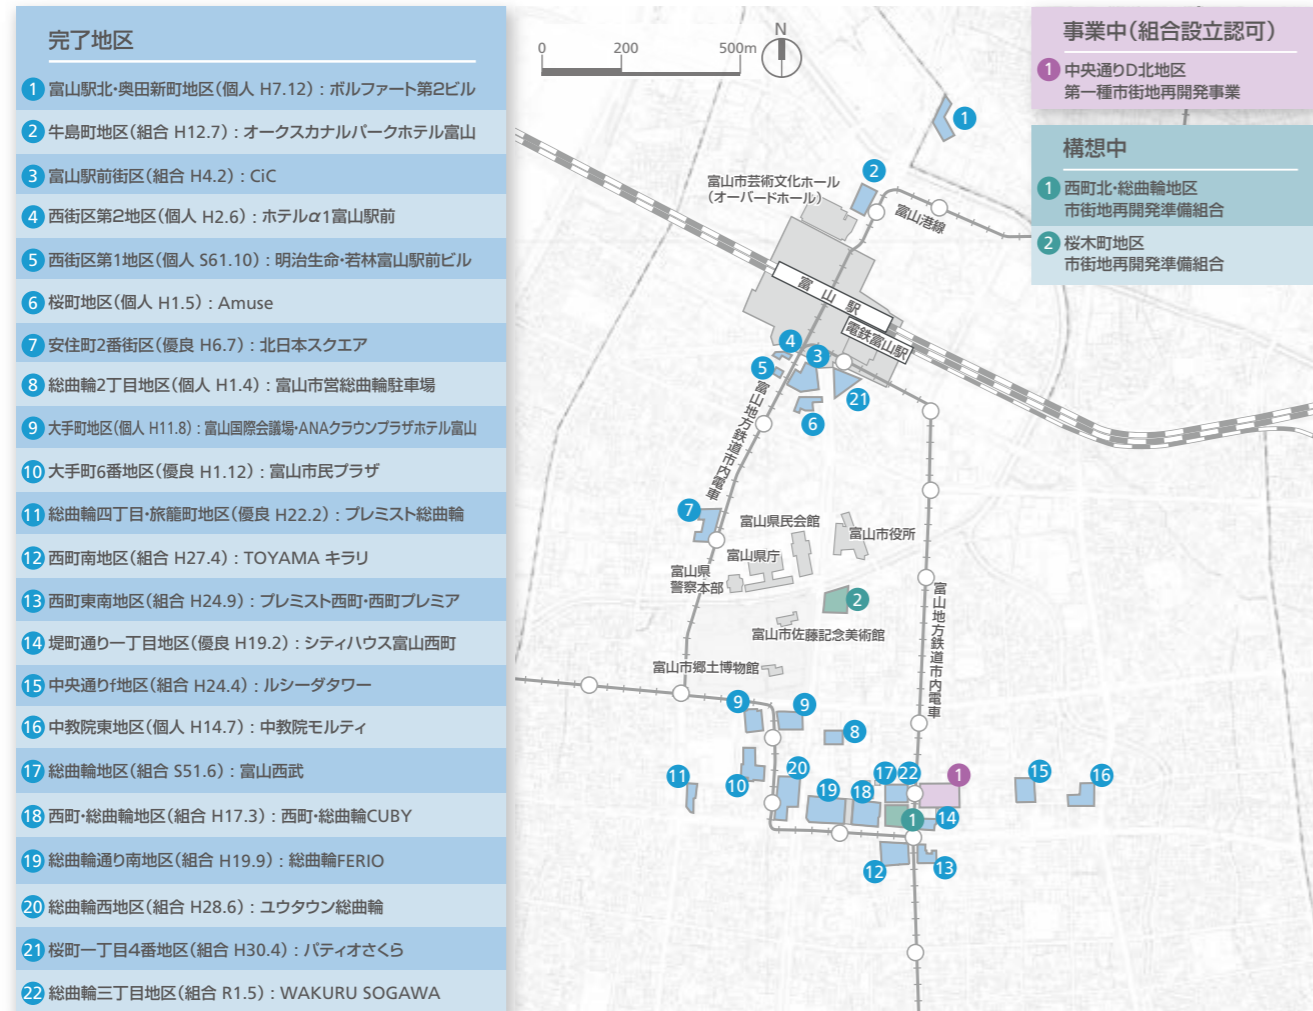 完了地区
1 富山駅北・奥田新町地区(個人 H7.12)：ボルファート第2ビル
2 牛島町地区(組合 H12.7)：オークスカナルパークホテル富山
3 富山駅前街区(組合 H4.2)：CiC
4 西街区第2地区(個人 H2.6)：ホテルα1富山駅前
5 西街区第1地区(個人 S61.10)：明治生命・若林富山駅前ビル
6 桜町地区(個人 H1.5)：Amuse
7 安住町2番街区(優良 H6.7)：北日本スクエア
8 総曲輪2丁目地区(個人 H1.4)：富山市営総曲輪駐車場
9 大手町地区(個人 H11.8)：富山国際会議場・ANAクラウンプラザホテル富山
10 大手町6番地区(優良 H1.12)：富山市民プラザ
11 総曲輪四丁目・旅籠町地区(優良 H22.2)：プレミスト総曲輪
12 西町南地区(組合 H27.4)：TOYAMA キラリ
13 西町東南地区(組合 H24.9)：プレミスト西町・西町プレミア
14 堤町通り一丁目地区(優良 H19.2)：シティハウス富山西町
15 中央通りf地区(組合 H24.4)：ルシーダタワー
16 中教院東地区(個人 H14.7)：中教院モルティ
17 総曲輪地区(組合 S51.6)：富山西武
18 西町・総曲輪地区(組合 H17.3)：西町・総曲輪CUBY
19 総曲輪通り南地区(組合 H19.9)：総曲輪FERIO
20 総曲輪西地区(組合 H28.6)：ユウタウン総曲輪
21 桜町一丁目4番地区(組合 H30.4)：パティオさくら
22 総曲輪三丁目地区(組合 R1.5)：WAKURU SOGAWA
0 200 500m
N
事業中(組合設立認可)
1 中央通りD北地区
第一種市街地再開発事業
構想中
1 西町北・総曲輪地区
市街地再開発準備組合
2 桜木町地区
市街地再開発準備組合
1
2
富山市芸術文化ホール
(オーバードホール)
富山港線
富山駅
電鉄富山駅
4
3
5
21
6
富山地方鉄道市内電車
7
富山県民会館
富山市役所
富山県庁
富山県
警察本部
2
富山市佐藤記念美術館
富山地方鉄道市内電車
富山市郷土博物館
9
9
8
11
10
20
19
18
17
22
1
15
16
1
14
12
13